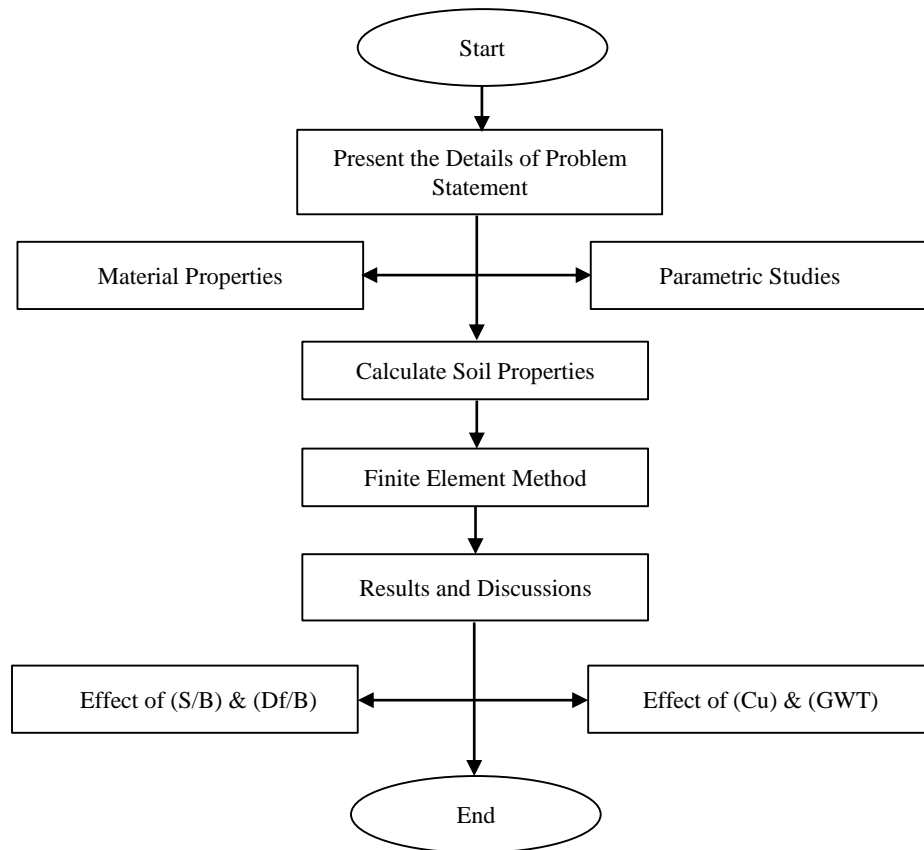 Start
Present the Details of Problem
Statement
Material Properties
Parametric Studies
Calculate Soil Properties
Finite Element Method
Results and Discussions
Effect of (S/B) & (Df/B)
Effect of (Cu) & (GWT)
End